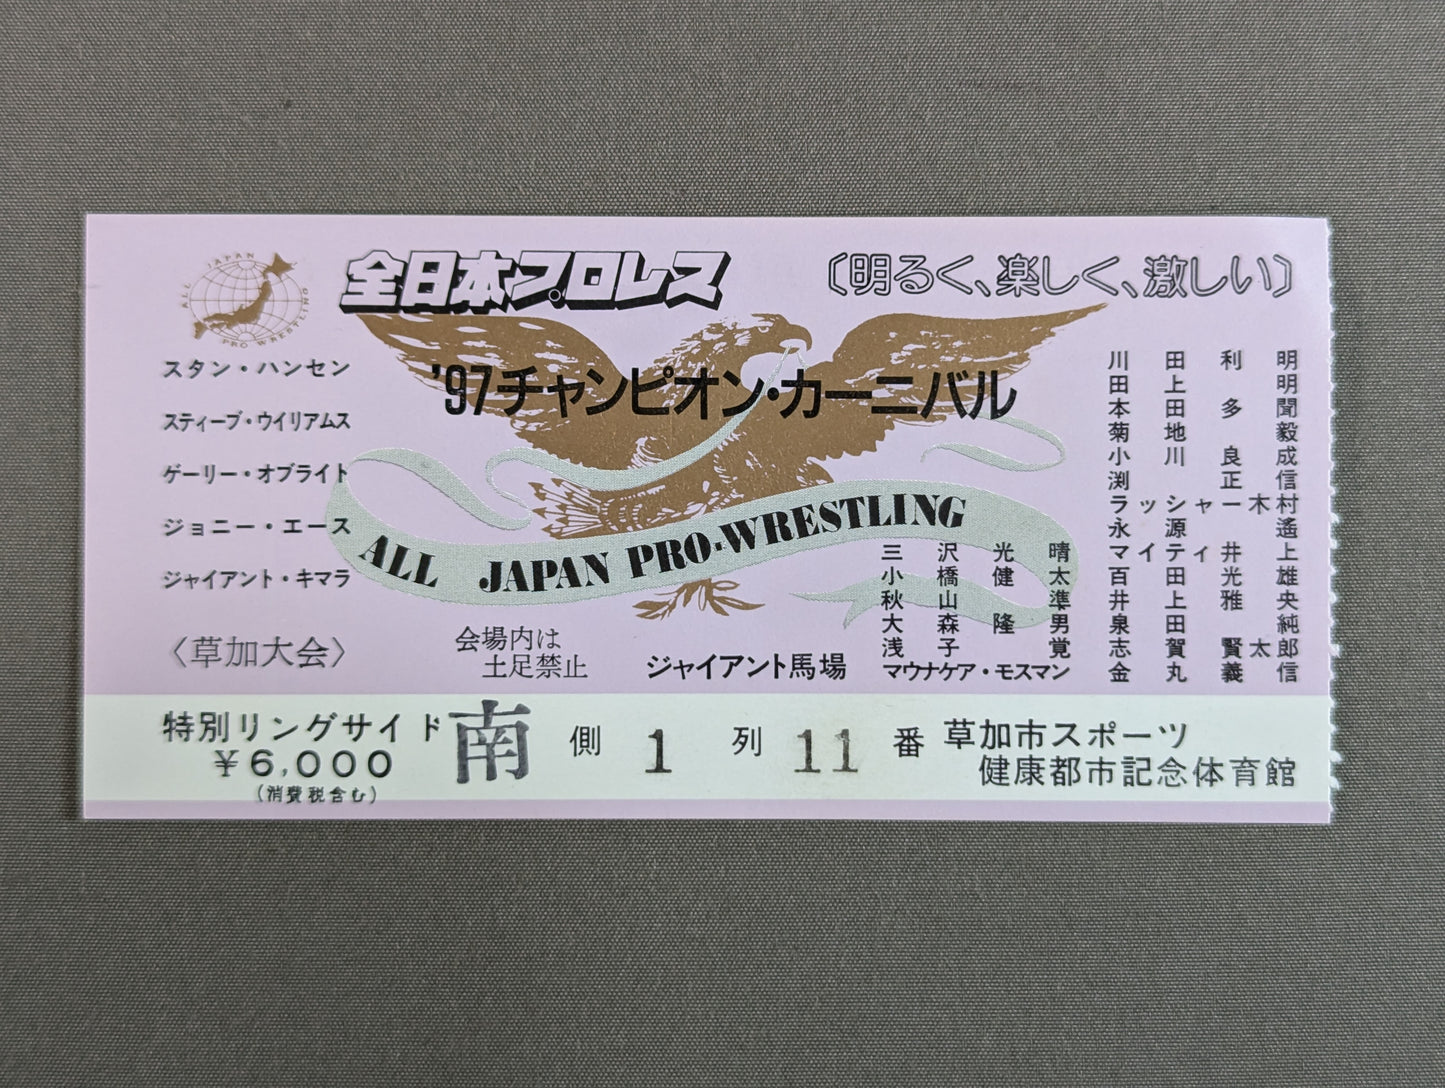 ALL JAPAN PRO WRESTLING
全日本プロレス
〔明るく、楽しく、激しい〕
'97チャンピオン・カーニバル
スタン・ハンセン
スティーブ・ウイリアムス
ゲーリー・オブライト
ジョニー・エース
ジャイアント・キマラ
ALL JAPAN PRO-WRESTLING
〈草加大会〉
会場内は
土足禁止
ジャイアント馬場
三沢光晴
小橋健太
秋山準
大森隆男
浅子覚
マウナケア・モスマン
川田利明
田上明
本田多聞
菊地毅
小川良成
渕正信
ラッシャー木村
永源遙
マイティ井上
百田光雄
井上雅央
泉田純
志賀賢太郎
金丸義信
特別リングサイド
¥6,000
(消費税含む)
南側 1列 11番
草加市スポーツ
健康都市記念体育館